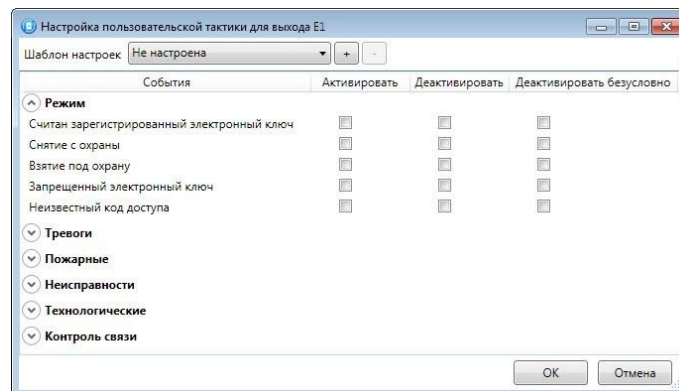 Настройка пользовательской тактики для выхода E1
Шаблон настроек Не настроена + -
События Активировать Деактивировать Деактивировать безусловно
Режим
Считан зарегистрированный электронный ключ
Снятие с охраны
Взятие под охрану
Запрещенный электронный ключ
Неизвестный код доступа
Тревоги
Пожарные
Неисправности
Технологические
Контроль связи
OK Отмена